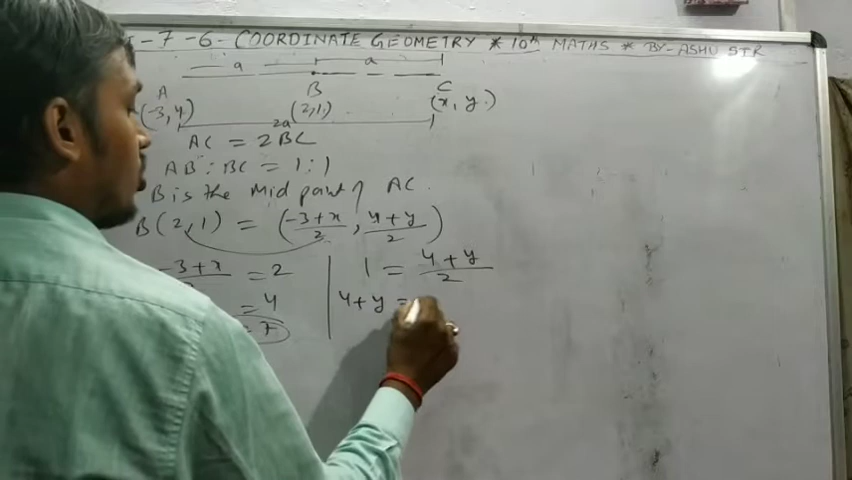 -7-6- COORDINATE GEOMETRY * 10th MATHS * BY-ASHU SIR
a a
A B C
(-3,4) (2,1) (x, y)
2a
AC = 2BC
AB : BC = 1:1
B is the Mid point of AC.
B(2,1) = (-3+x/2, 4+y/2)
-3+x = 2 1 = 4+y/2
= 4 4+y =
= 7